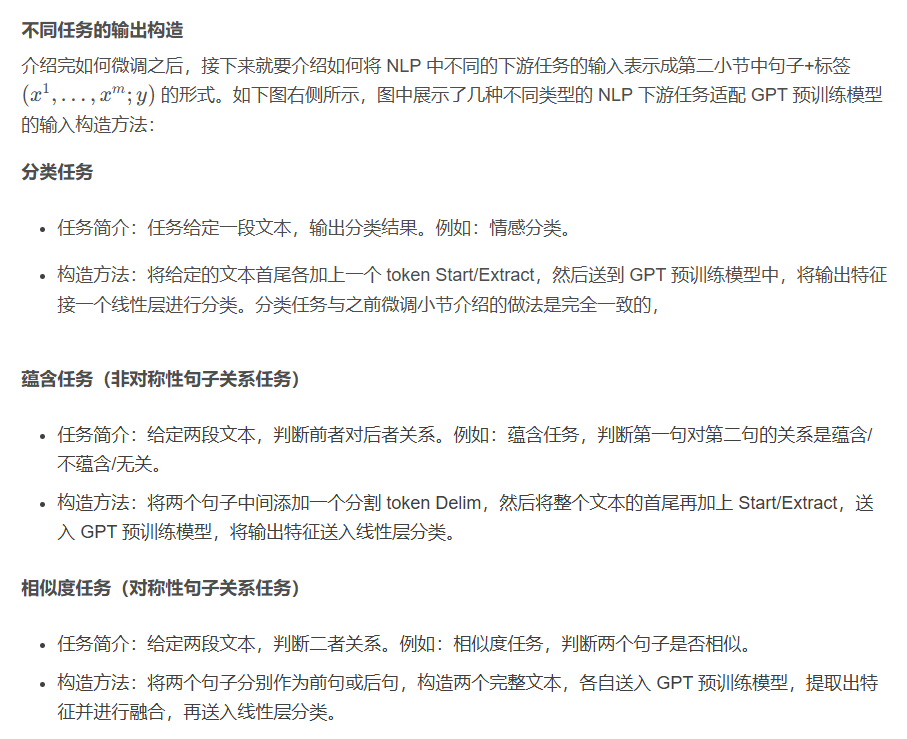 不同任务的输出构造
介绍完如何微调之后，接下来就要介绍如何将 NLP 中不同的下游任务的输入表示成第二小节中句子+标签
(x¹, . . . , xᵐ; y) 的形式。如下图右侧所示，图中展示了几种不同类型的 NLP 下游任务适配 GPT 预训练模型
的输入构造方法：
分类任务
• 任务简介：任务给定一段文本，输出分类结果。例如：情感分类。
• 构造方法：将给定的文本首尾各加上一个 token Start/Extract，然后送到 GPT 预训练模型中，将输出特征
接一个线性层进行分类。分类任务与之前微调小节介绍的做法是完全一致的，
蕴含任务（非对称性句子关系任务）
• 任务简介：给定两段文本，判断前者对后者关系。例如：蕴含任务，判断第一句对第二句的关系是蕴含/
不蕴含/无关。
• 构造方法：将两个句子中间添加一个分割 token Delim，然后将整个文本的首尾再加上 Start/Extract，送
入 GPT 预训练模型，将输出特征送入线性层分类。
相似度任务（对称性句子关系任务）
• 任务简介：给定两段文本，判断二者关系。例如：相似度任务，判断两个句子是否相似。
• 构造方法：将两个句子分别作为前句或后句，构造两个完整文本，各自送入 GPT 预训练模型，提取出特
征并进行融合，再送入线性层分类。